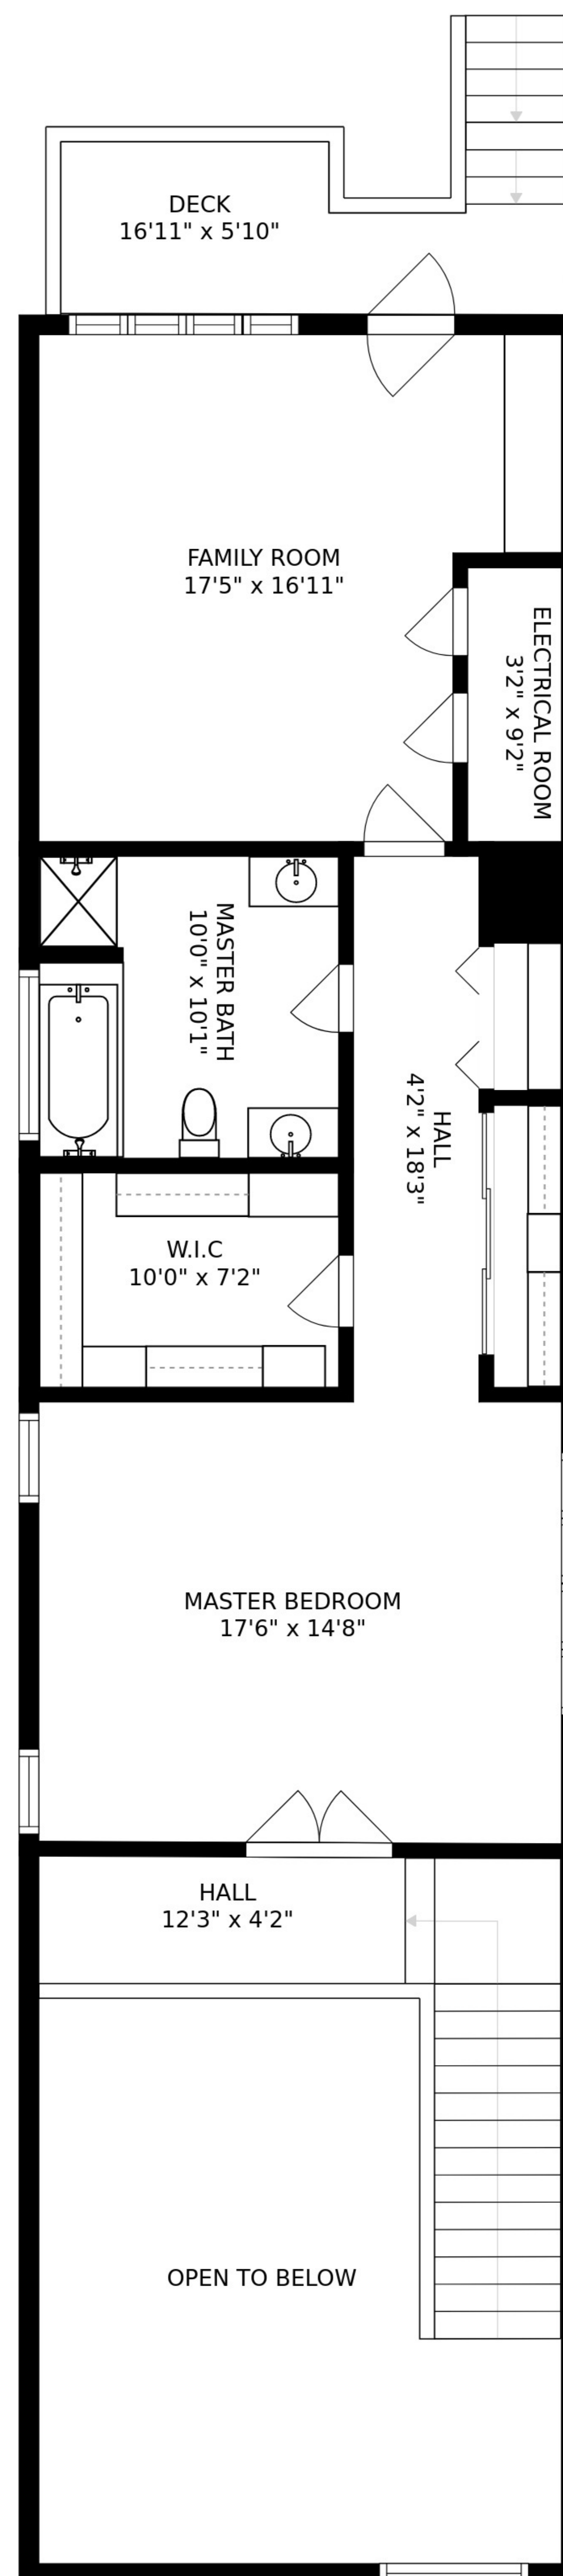 DECK
16'11" x 5'10"
FAMILY ROOM
17'5" x 16'11"
ELECTRICAL ROOM
3'2" x 9'2"
MASTER BATH
10'0" x 10'1"
HALL
4'2" x 18'3"
W.I.C
10'0" x 7'2"
MASTER BEDROOM
17'6" x 14'8"
HALL
12'3" x 4'2"
OPEN TO BELOW